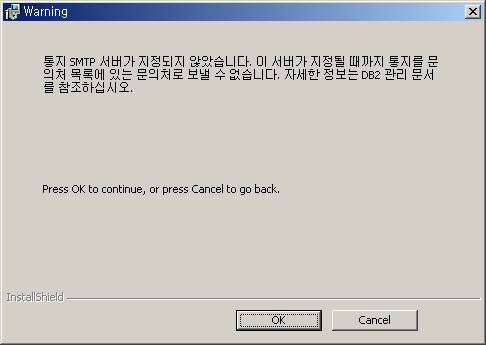 Warning
통지 SMTP 서버가 지정되지 않았습니다. 이 서버가 지정될 때까지 통지를 문
의처 목록에 있는 문의처로 보낼 수 없습니다. 자세한 정보는 DB2 관리 문서
를 참조하십시오.
Press OK to continue, or press Cancel to go back.
InstallShield
OK
Cancel